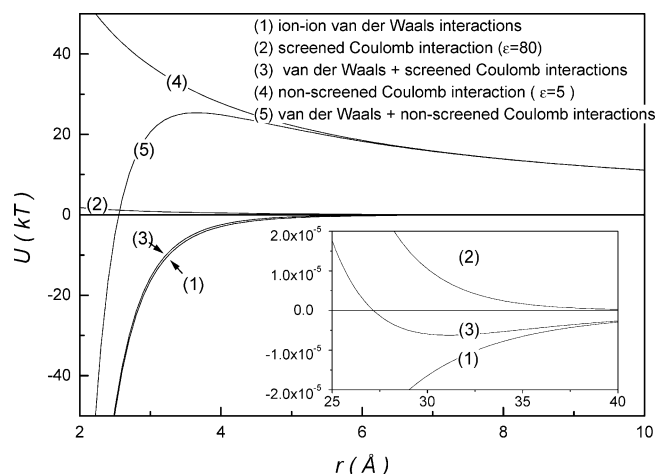 (1) ion-ion van der Waals interactions
(2) screened Coulomb interaction (ε=80)
(3) van der Waals + screened Coulomb interactions
(4) non-screened Coulomb interaction ( ε=5 )
(5) van der Waals + non-screened Coulomb interactions
40
20
0
-20
-40
U ( kT )
(4)
(5)
(2)
(3)
(1)
2.0x10⁻⁵
1.0x10⁻⁵
0.0
-1.0x10⁻⁵
-2.0x10⁻⁵
(2)
(3)
(1)
25 30 35 40
2 4 6 8 10
r ( Å )